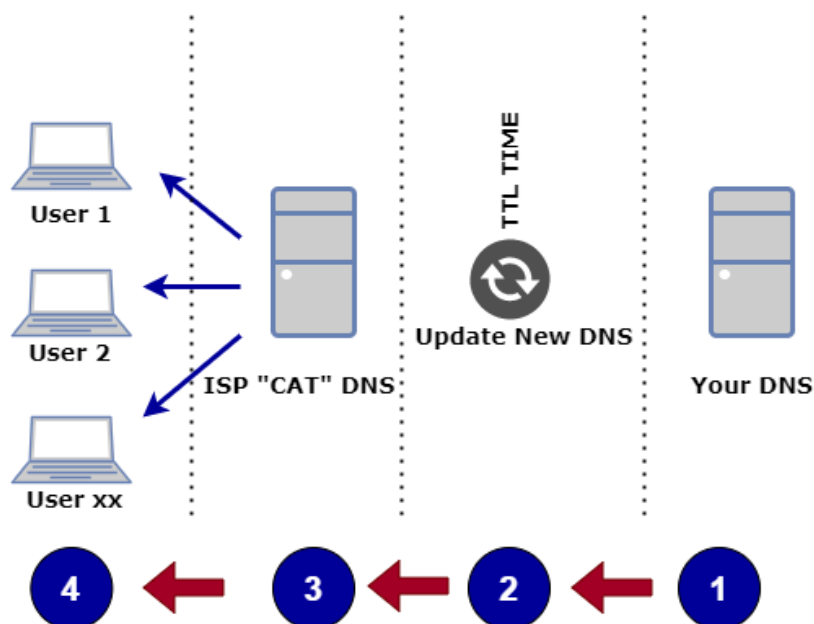 TTL TIME
User 1
User 2
Update New DNS
ISP "CAT" DNS
Your DNS
User xx
4
3
2
1